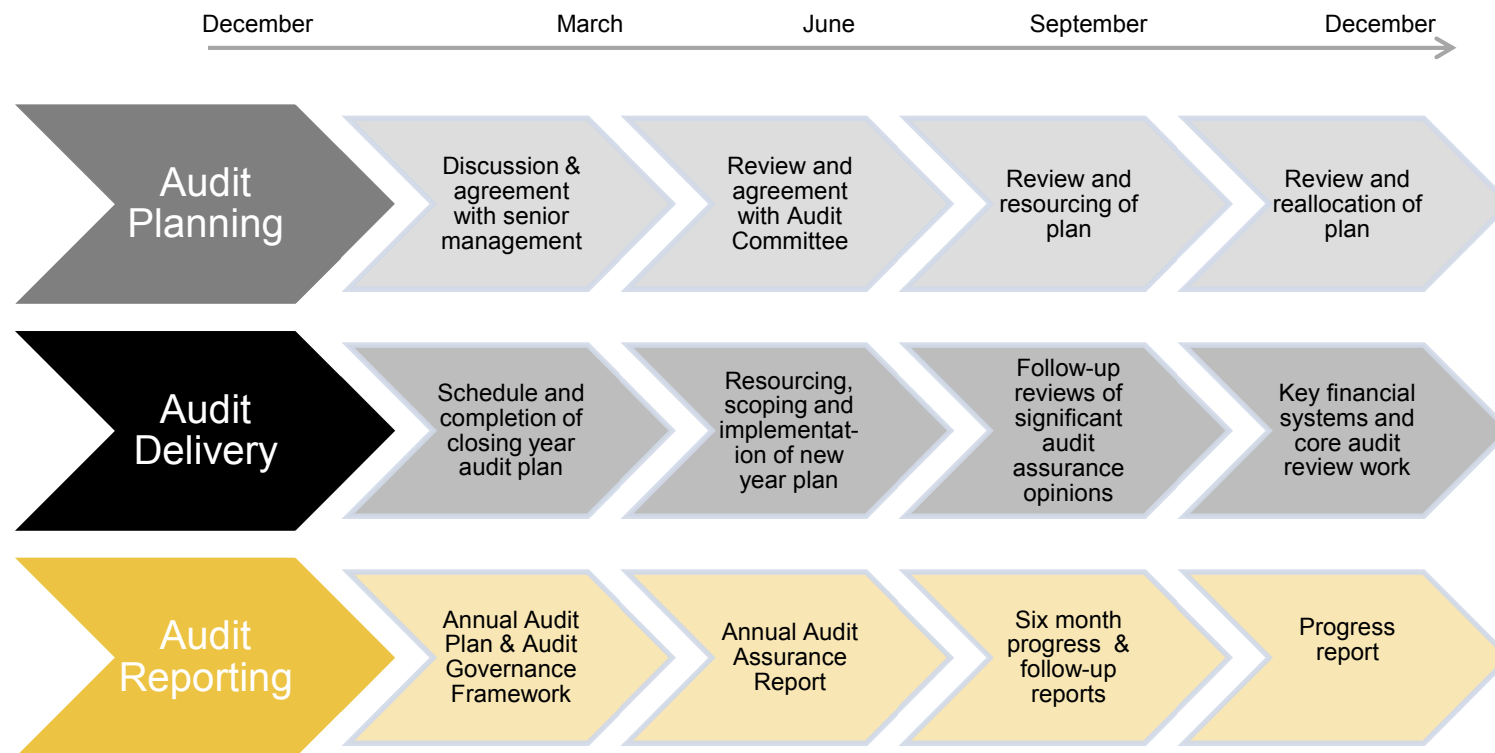 December March June September December
Audit
Planning
Discussion &
agreement
with senior
management
Review and
agreement
with Audit
Committee
Review and
resourcing of
plan
Review and
reallocation of
plan
Audit
Delivery
Schedule and
completion of
closing year
audit plan
Resourcing,
scoping and
implementat-
ion of new
year plan
Follow-up
reviews of
significant
audit
assurance
opinions
Key financial
systems and
core audit
review work
Audit
Reporting
Annual Audit
Plan & Audit
Governance
Framework
Annual Audit
Assurance
Report
Six month
progress &
follow-up
reports
Progress
report